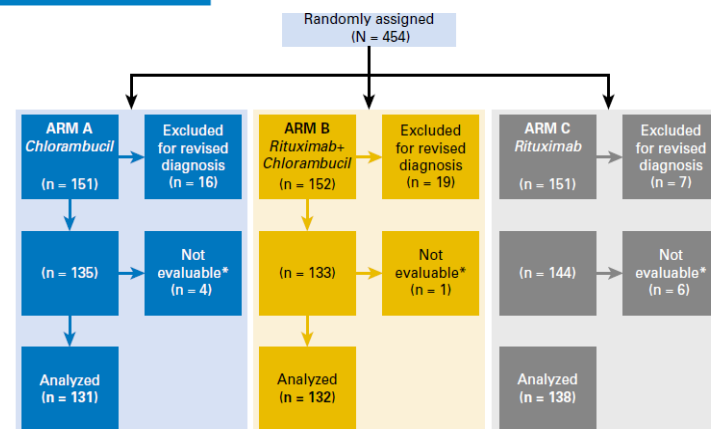 Randomly assigned
(N = 454)
ARM A
Chlorambucil
(n = 151)
Excluded
for revised
diagnosis
(n = 16)
(n = 135)
Not
evaluable*
(n = 4)
Analyzed
(n = 131)
ARM B
Rituximab+
Chlorambucil
(n = 152)
Excluded
for revised
diagnosis
(n = 19)
(n = 133)
Not
evaluable*
(n = 1)
Analyzed
(n = 132)
ARM C
Rituximab
(n = 151)
Excluded
for revised
diagnosis
(n = 7)
(n = 144)
Not
evaluable*
(n = 6)
Analyzed
(n = 138)